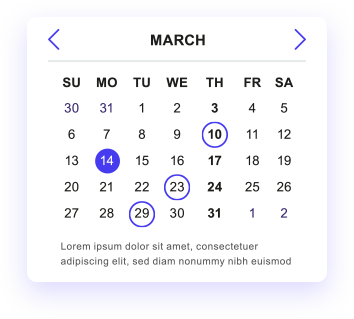 MARCH
SU MO TU WE TH FR SA
30 31 1 2 3 4 5
6 7 8 9 10 11 12
13 14 15 16 17 18 19
20 21 22 23 24 25 26
27 28 29 30 31 1 2
Lorem ipsum dolor sit amet, consectetuer
adipiscing elit, sed diam nonummy nibh euismod